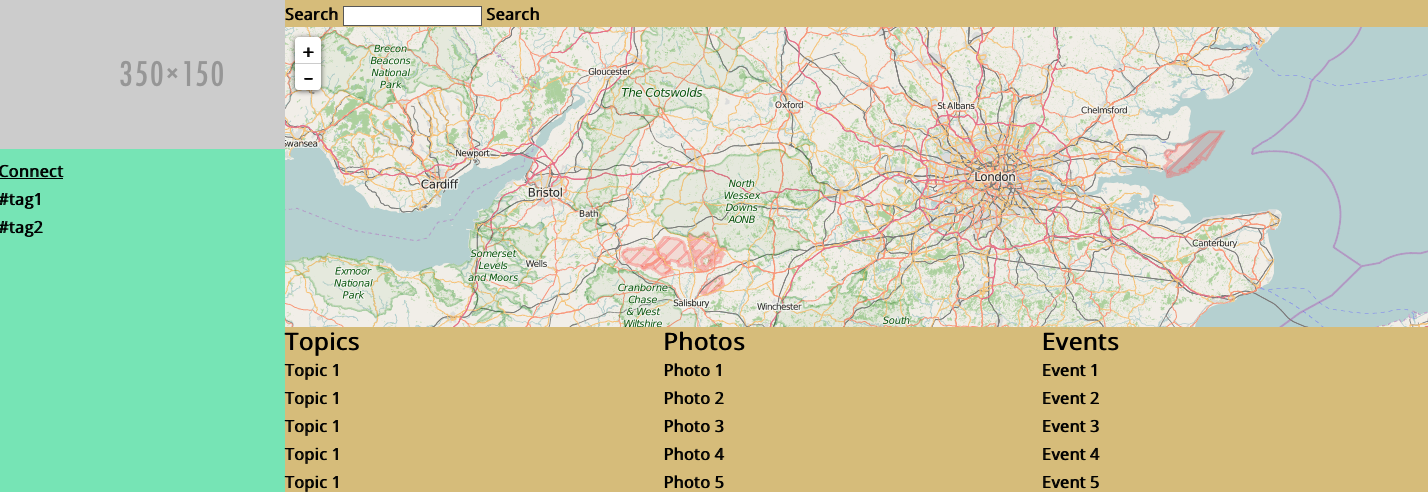 350×150
Connect
#tag1
#tag2
Search Search
+
-
Brecon
Beacons
National
Park
Gloucester
The Cotswolds
Oxford
St Albans
Chelmsford
Swansea
Newport
Cardiff
Bristol
Bath
London
North
Wessex
Downs
AONB
Somerset
Levels
and Moors
Wells
Exmoor
National
Park
Cranborne
Chase
& West
Wiltshire
Salisbury
Winchester
South
Canterbury
Topics
Topic 1
Topic 1
Topic 1
Topic 1
Topic 1
Photos
Photo 1
Photo 2
Photo 3
Photo 4
Photo 5
Events
Event 1
Event 2
Event 3
Event 4
Event 5